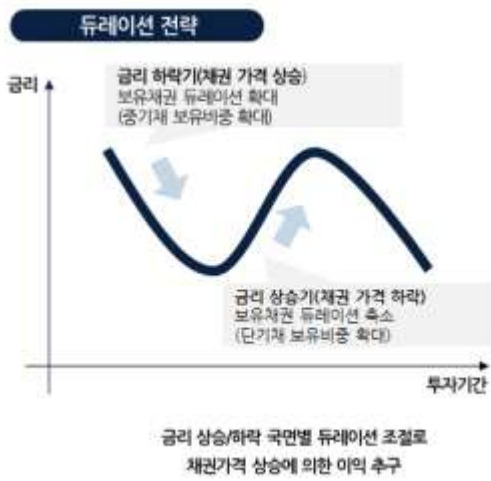 듀레이션 전략
금리 하락기(채권 가격 상승)
보유채권 듀레이션 확대
(중기채 보유비중 확대)
금리
금리 상승기(채권 가격 하락)
보유채권 듀레이션 축소
(단기채 보유비중 확대)
투자기간
금리 상승/하락 국면별 듀레이션 조절로
채권가격 상승에 의한 이익 추구